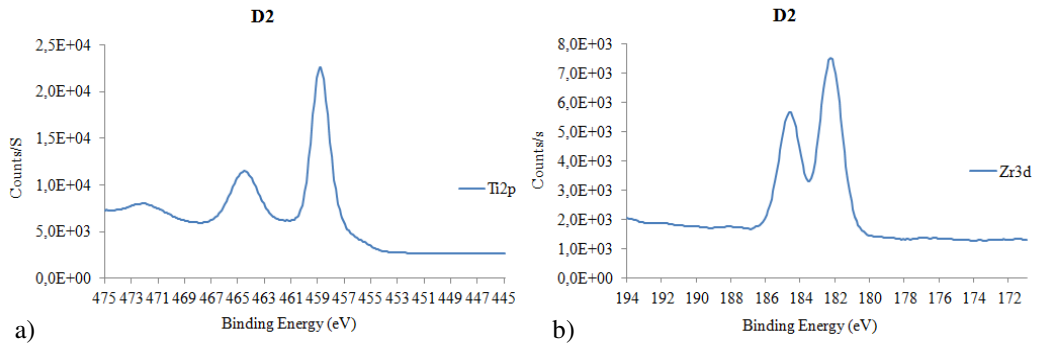 D2
2,5E+04
2,0E+04
1,5E+04
1,0E+04
5,0E+03
0,0E+00
Counts/S
475 473 471 469 467 465 463 461 459 457 455 453 451 449 447 445
Binding Energy (eV)
Ti2p
a)
D2
8,0E+03
7,0E+03
6,0E+03
5,0E+03
4,0E+03
3,0E+03
2,0E+03
1,0E+03
0,0E+00
Counts/s
194 192 190 188 186 184 182 180 178 176 174 172
Binding Energy (eV)
Zr3d
b)